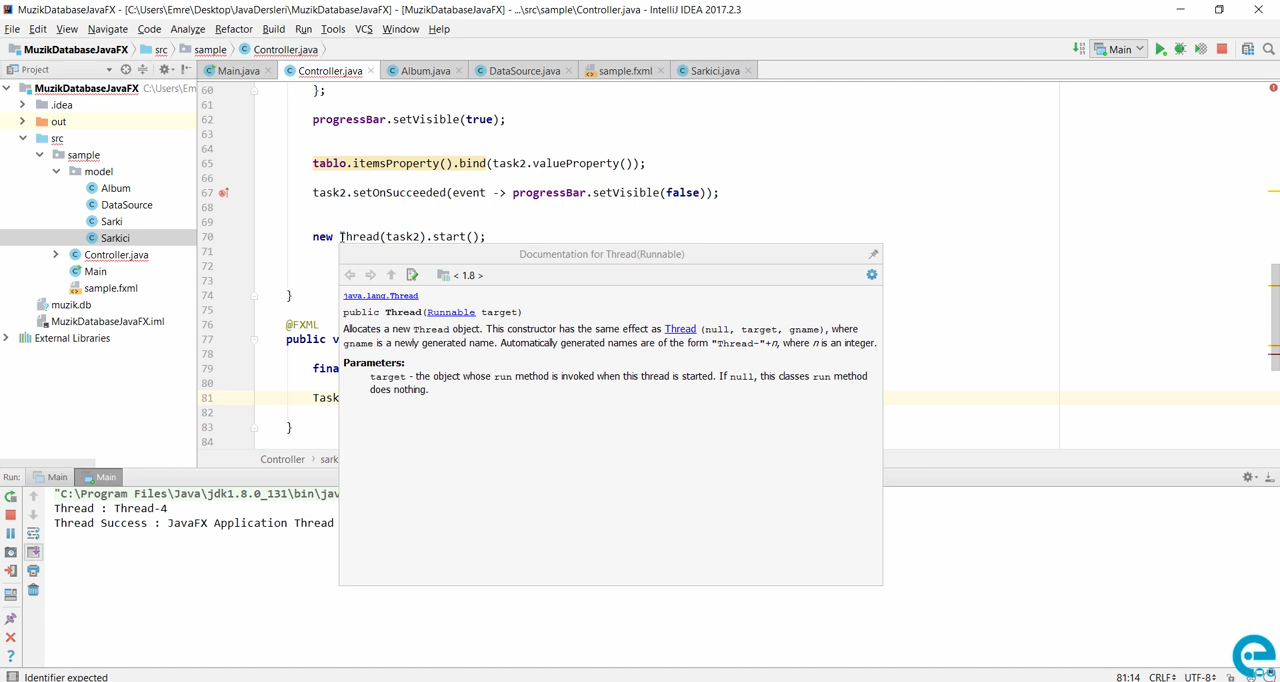 MuzikDatabaseJavaFX - [C:\Users\Emre\Desktop\JavaDersleri\MuzikDatabaseJavaFX] - [MuzikDatabaseJavaFX] - ...\src\sample\Controller.java - IntelliJ IDEA 2017.2.3
File Edit View Navigate Code Analyze Refactor Build Run Tools VCS Window Help
MuzikDatabaseJavaFX src sample Controller.java Main
Project Main.java Controller.java Album.java DataSource.java sample.fxml Sarkici.java
MuzikDatabaseJavaFX C:\Users\Em
.idea
out
src
sample
model
Album
DataSource
Sarki
Sarkici
Controller.java
Main
sample.fxml
muzik.db
MuzikDatabaseJavaFX.iml
External Libraries
60 };
61
62 progressBar.setVisible(true);
63
64
65 tablo.itemsProperty().bind(task2.valueProperty());
66
67 task2.setOnSucceeded(event -> progressBar.setVisible(false));
68
69
70 new Thread(task2).start();
71
72
73
74 }
75
76 @FXML
77 public v
78
79 fina
80
81 Task
82
83 }
84
Controller sark
Documentation for Thread(Runnable)
< 1.8 >
java.lang.Thread
public Thread(Runnable target)
Allocates a new Thread object. This constructor has the same effect as Thread (null, target, gname), where
gname is a newly generated name. Automatically generated names are of the form "Thread-"+n, where n is an integer.
Parameters:
target - the object whose run method is invoked when this thread is started. If null, this classes run method
does nothing.
Run: Main Main
"C:\Program Files\Java\jdk1.8.0_131\bin\jav
Thread : Thread-4
Thread Success : JavaFX Application Thread
Identifier expected 81:14 CRLF UTF-8